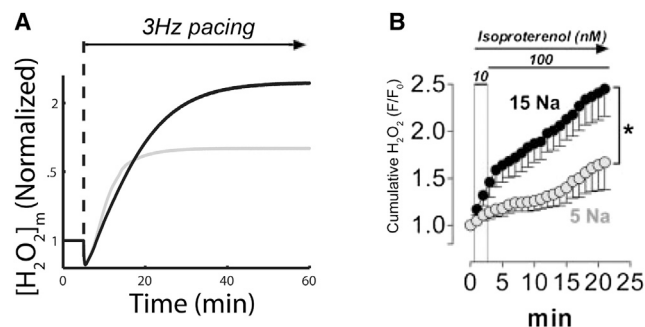 A
3Hz pacing
[H2O2]m (Normalized)
2
.5
1
0
20
40
60
Time (min)
B
Isoproterenol (nM)
100
10
Cumulative H2O2 (F/F0)
2.5
2.0
1.5
1.0
15 Na
*
5 Na
0
5
10
15
20
25
min